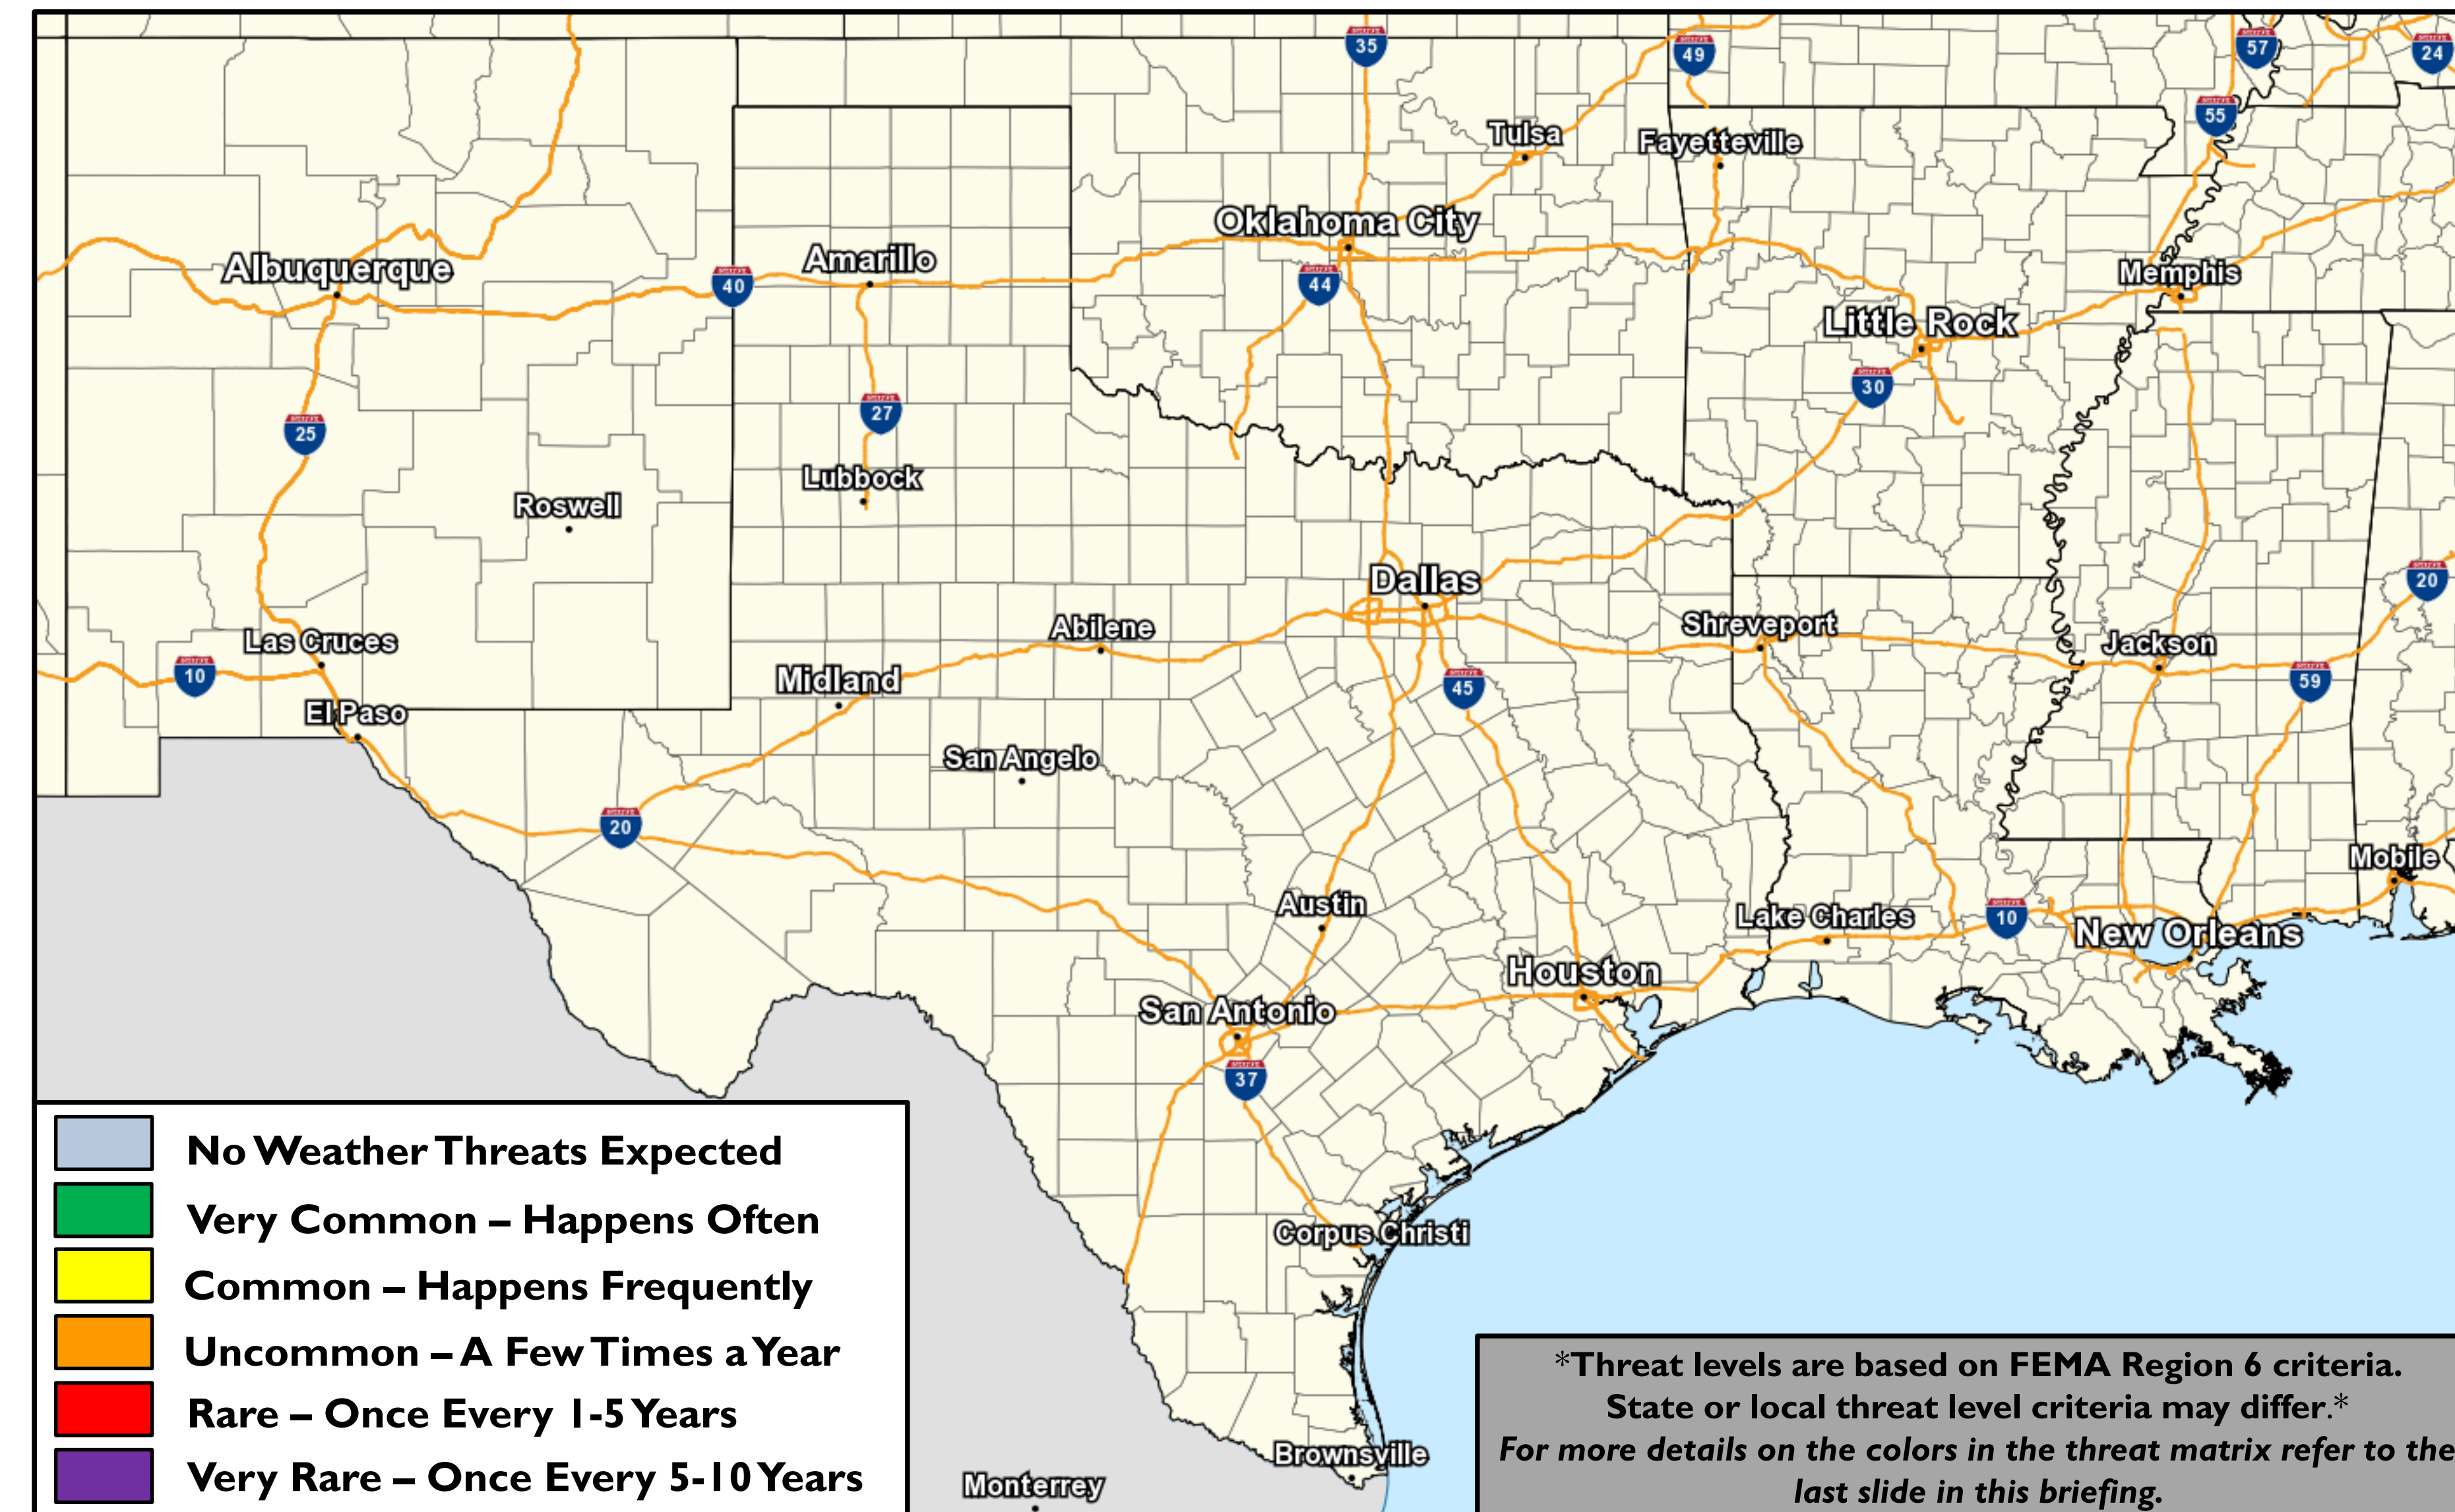 35
49
57
24
55
Tulsa
Fayetteville
Oklahoma City
Albuquerque
Amarillo
40
44
Memphis
Little Rock
30
27
25
Lubbock
Roswell
Dallas
20
Abilene
Shreveport
Las Cruces
Jackson
10
Midland
45
59
El Paso
San Angelo
20
Mobile
Austin
Lake Charles
10
New Orleans
Houston
San Antonio
37
Corpus Christi
Brownsville
Monterrey
No Weather Threats Expected
Very Common – Happens Often
Common – Happens Frequently
Uncommon – A Few Times a Year
Rare – Once Every 1-5 Years
Very Rare – Once Every 5-10 Years
*Threat levels are based on FEMA Region 6 criteria.
State or local threat level criteria may differ.*
For more details on the colors in the threat matrix refer to the
last slide in this briefing.